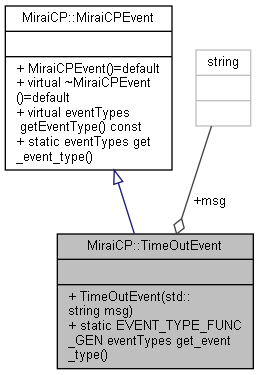 MiraiCP::MiraiCPEvent
+ MiraiCPEvent()=default
+ virtual ~MiraiCPEvent
()=default
+ virtual eventTypes
getEventType() const
+ static eventTypes get
_event_type()
string
+msg
MiraiCP::TimeOutEvent
+ TimeOutEvent(std::
string msg)
+ static EVENT_TYPE_FUNC
_GEN eventTypes get_event
_type()